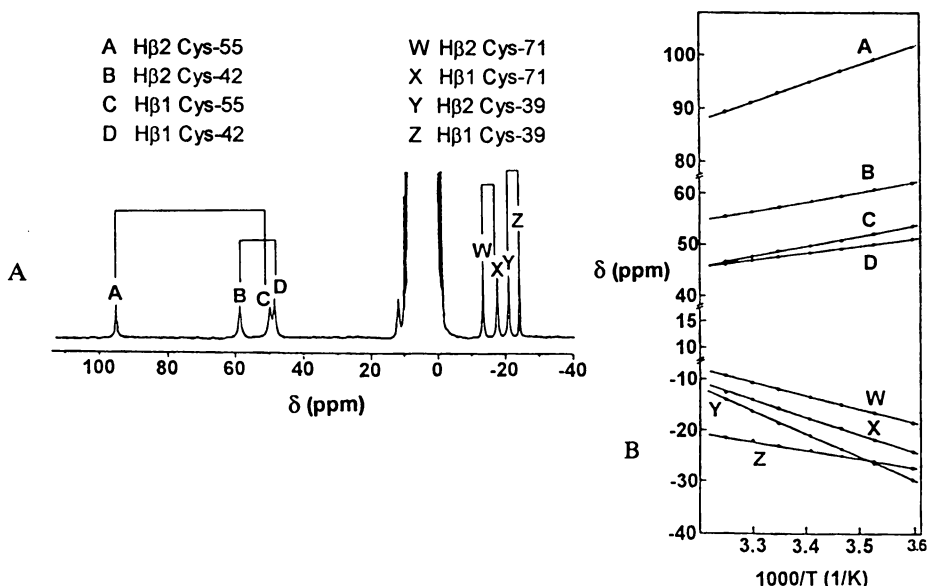 A Hβ2 Cys-55
B Hβ2 Cys-42
C Hβ1 Cys-55
D Hβ1 Cys-42
W Hβ2 Cys-71
X Hβ1 Cys-71
Y Hβ2 Cys-39
Z Hβ1 Cys-39
A
A
B
C
D
W
X
Y
Z
100 80 60 40 20 0 -20 -40
δ (ppm)
B
δ (ppm)
100
90
80
60
50
40
15
10
-10
-20
-30
-40
A
B
C
D
W
X
Y
Z
3.3 3.4 3.5 3.6
1000/T (1/K)